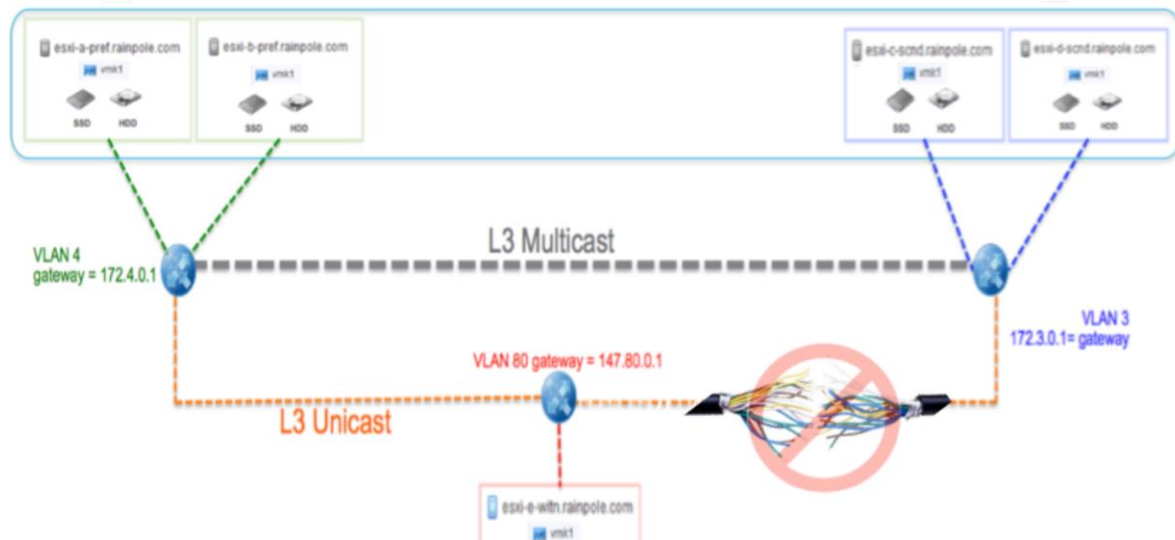 esxi-a-pref.rainpole.com
vmk1
SSD
HDD
esxi-b-pref.rainpole.com
vmk1
SSD
HDD
esxi-c-scnd.rainpole.com
vmk1
SSD
HDD
esxi-d-scnd.rainpole.com
vmk1
SSD
HDD
L3 Multicast
VLAN 4
gateway = 172.4.0.1
VLAN 3
172.3.0.1= gateway
VLAN 80 gateway = 147.80.0.1
L3 Unicast
esxi-e-witn.rainpole.com
vmk1